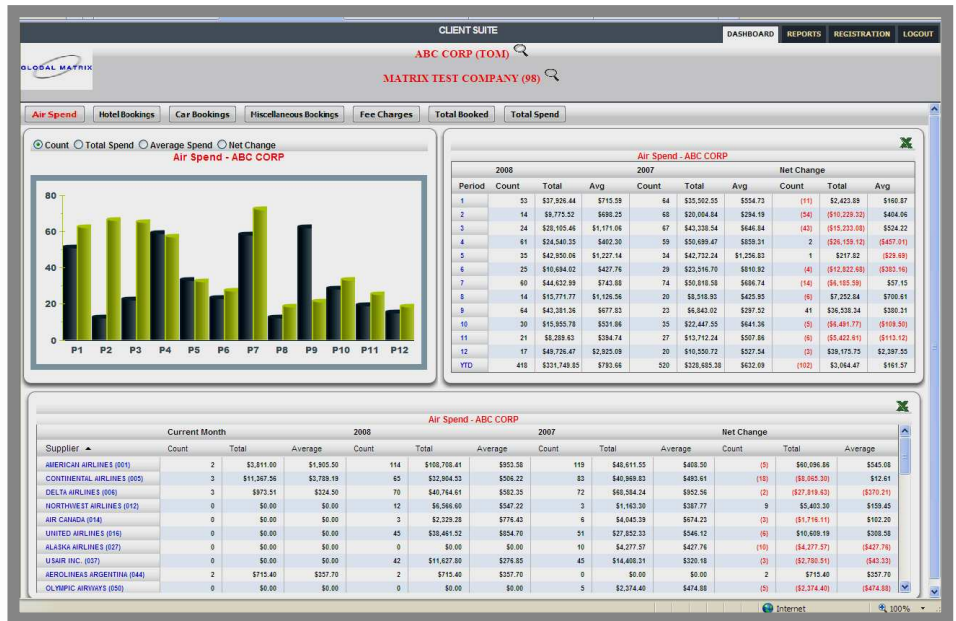 CLIENT SUITE
DASHBOARD REPORTS REGISTRATION LOGOUT
GLOBAL MATRIX
ABC CORP (TOM)
MATRIX TEST COMPANY (98)
Air Spend Hotel Bookings Car Bookings Miscellaneous Bookings Fee Charges Total Booked Total Spend
Count Total Spend Average Spend Net Change
Air Spend - ABC CORP
80
60
40
20
0
P1 P2 P3 P4 P5 P6 P7 P8 P9 P10 P11 P12
Air Spend - ABC CORP
2008 2007 Net Change
Period Count Total Avg Count Total Avg Count Total Avg
1 53 $37,926.44 $715.59 64 $35,502.55 $554.73 (11) $2,423.89 $160.87
2 14 $9,775.52 $698.25 68 $20,004.84 $294.19 (54) ($10,229.32) $404.06
3 24 $28,105.46 $1,171.06 67 $43,338.54 $646.84 (43) ($15,233.08) $524.22
4 61 $24,540.35 $402.30 59 $50,699.47 $859.31 2 ($26,159.12) ($457.01)
5 35 $42,950.06 $1,227.14 34 $42,732.24 $1,256.83 1 $217.82 ($29.69)
6 25 $10,694.02 $427.76 29 $23,516.70 $810.92 (4) ($12,822.68) ($383.16)
7 60 $44,632.99 $743.88 74 $50,818.58 $686.74 (14) ($6,185.59) $57.15
8 14 $15,771.77 $1,126.56 20 $8,518.93 $425.95 (6) $7,252.84 $700.61
9 64 $43,381.36 $677.83 23 $6,843.02 $297.52 41 $36,538.34 $380.31
10 30 $15,955.78 $531.86 35 $22,447.55 $641.36 (5) ($6,491.77) ($109.50)
11 21 $8,289.63 $394.74 27 $13,712.24 $507.86 (6) ($5,422.61) ($113.12)
12 17 $49,726.47 $2,925.09 20 $10,550.72 $527.54 (3) $39,175.75 $2,397.55
YTD 418 $331,749.85 $793.66 520 $328,685.38 $632.09 (102) $3,064.47 $161.57
Air Spend - ABC CORP
Current Month 2008 2007 Net Change
Supplier Count Total Average Count Total Average Count Total Average Count Total Average
AMERICAN AIRLINES (001) 2 $3,811.00 $1,905.50 114 $108,708.41 $953.58 119 $48,611.55 $408.50 (5) $60,096.86 $545.08
CONTINENTAL AIRLINES (005) 3 $11,367.56 $3,789.19 65 $32,904.53 $506.22 83 $40,969.83 $493.61 (18) ($8,065.30) $12.61
DELTA AIRLINES (006) 3 $973.51 $324.50 70 $40,764.61 $582.35 72 $68,584.24 $952.56 (2) ($27,819.63) ($370.21)
NORTHWEST AIRLINES (012) 0 $0.00 $0.00 12 $6,566.60 $547.22 3 $1,163.30 $387.77 9 $5,403.30 $159.45
AIR CANADA (014) 0 $0.00 $0.00 3 $2,329.28 $776.43 6 $4,045.39 $674.23 (3) ($1,716.11) $102.20
UNITED AIRLINES (016) 0 $0.00 $0.00 45 $38,461.52 $854.70 51 $27,852.33 $546.12 (6) $10,609.19 $308.58
ALASKA AIRLINES (027) 0 $0.00 $0.00 0 $0.00 $0.00 10 $4,277.57 $427.76 (10) ($4,277.57) ($427.76)
USAIR INC. (037) 0 $0.00 $0.00 42 $11,627.80 $276.85 45 $14,408.31 $320.18 (3) ($2,780.51) ($43.33)
AEROLINEAS ARGENTINA (044) 2 $715.40 $357.70 2 $715.40 $357.70 0 $0.00 $0.00 2 $715.40 $357.70
OLYMPIC AIRWAYS (050) 0 $0.00 $0.00 0 $0.00 $0.00 5 $2,374.40 $474.88 (5) ($2,374.40) ($474.88)
Internet 100%